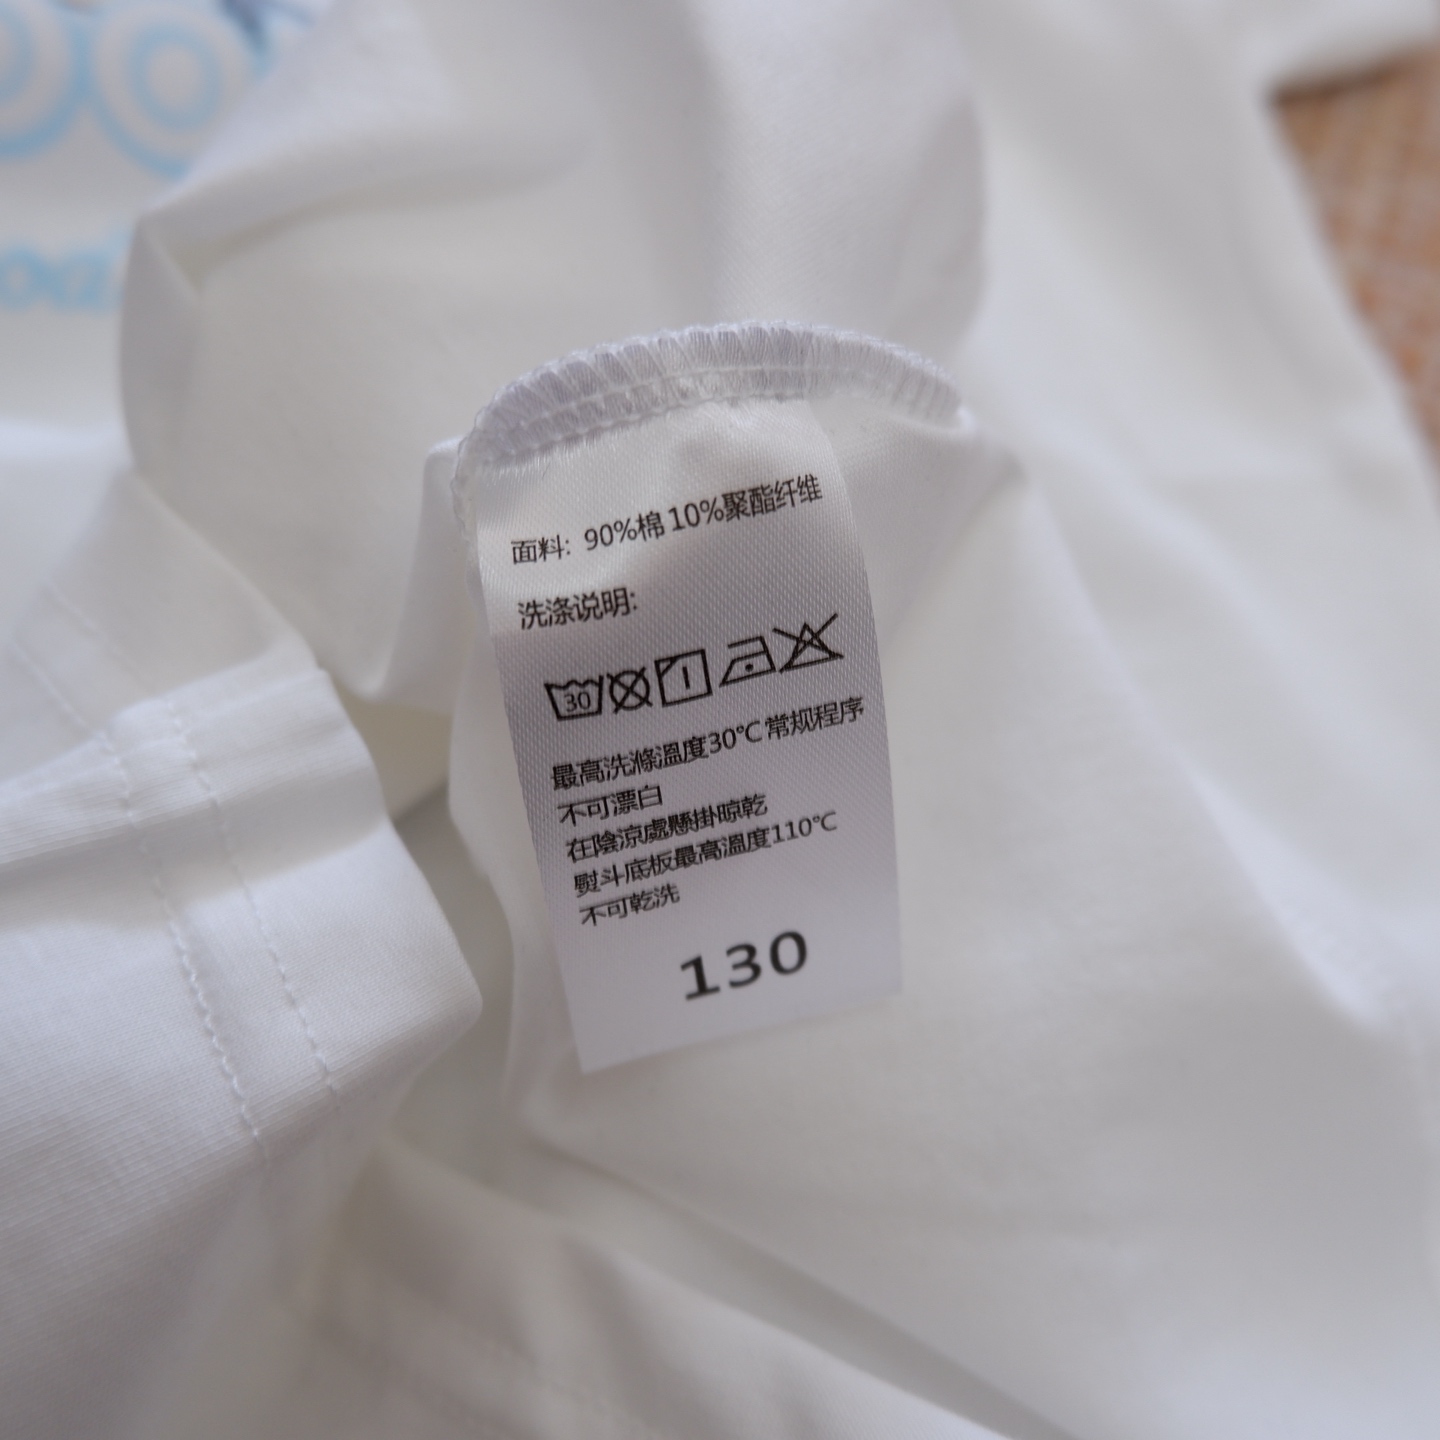 面料: 90%棉 10%聚酯纤维
洗涤说明:
30
最高洗滌溫度30℃ 常规程序
不可漂白
在陰涼處懸掛晾乾
熨斗底板最高溫度110℃
不可乾洗
130